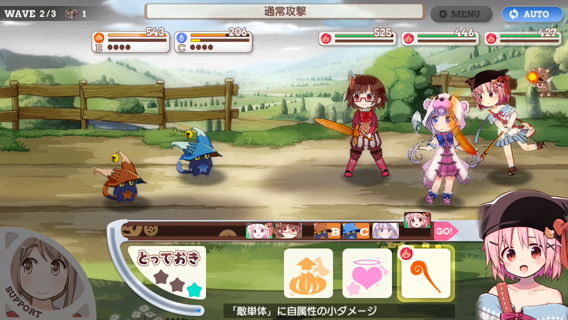 WAVE 2/3 1
通常攻撃
MENU
AUTO
543
B
206
C
525
446
427
B
C
GO!
とっておき
SUPPORT
「敵単体」に自属性の小ダメージ